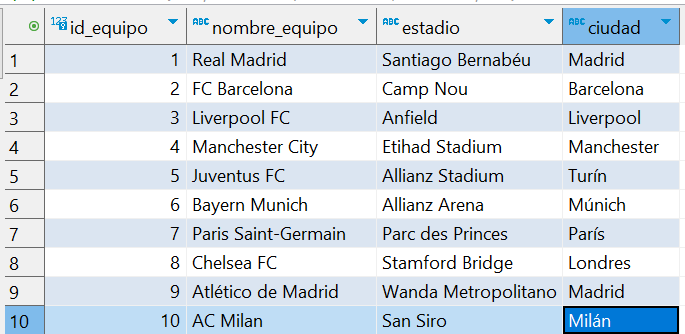 123 id_equipo ABC nombre_equipo ABC estadio ABC ciudad
1 1 Real Madrid Santiago Bernabéu Madrid
2 2 FC Barcelona Camp Nou Barcelona
3 3 Liverpool FC Anfield Liverpool
4 4 Manchester City Etihad Stadium Manchester
5 5 Juventus FC Allianz Stadium Turín
6 6 Bayern Munich Allianz Arena Múnich
7 7 Paris Saint-Germain Parc des Princes París
8 8 Chelsea FC Stamford Bridge Londres
9 9 Atlético de Madrid Wanda Metropolitano Madrid
10 10 AC Milan San Siro Milán